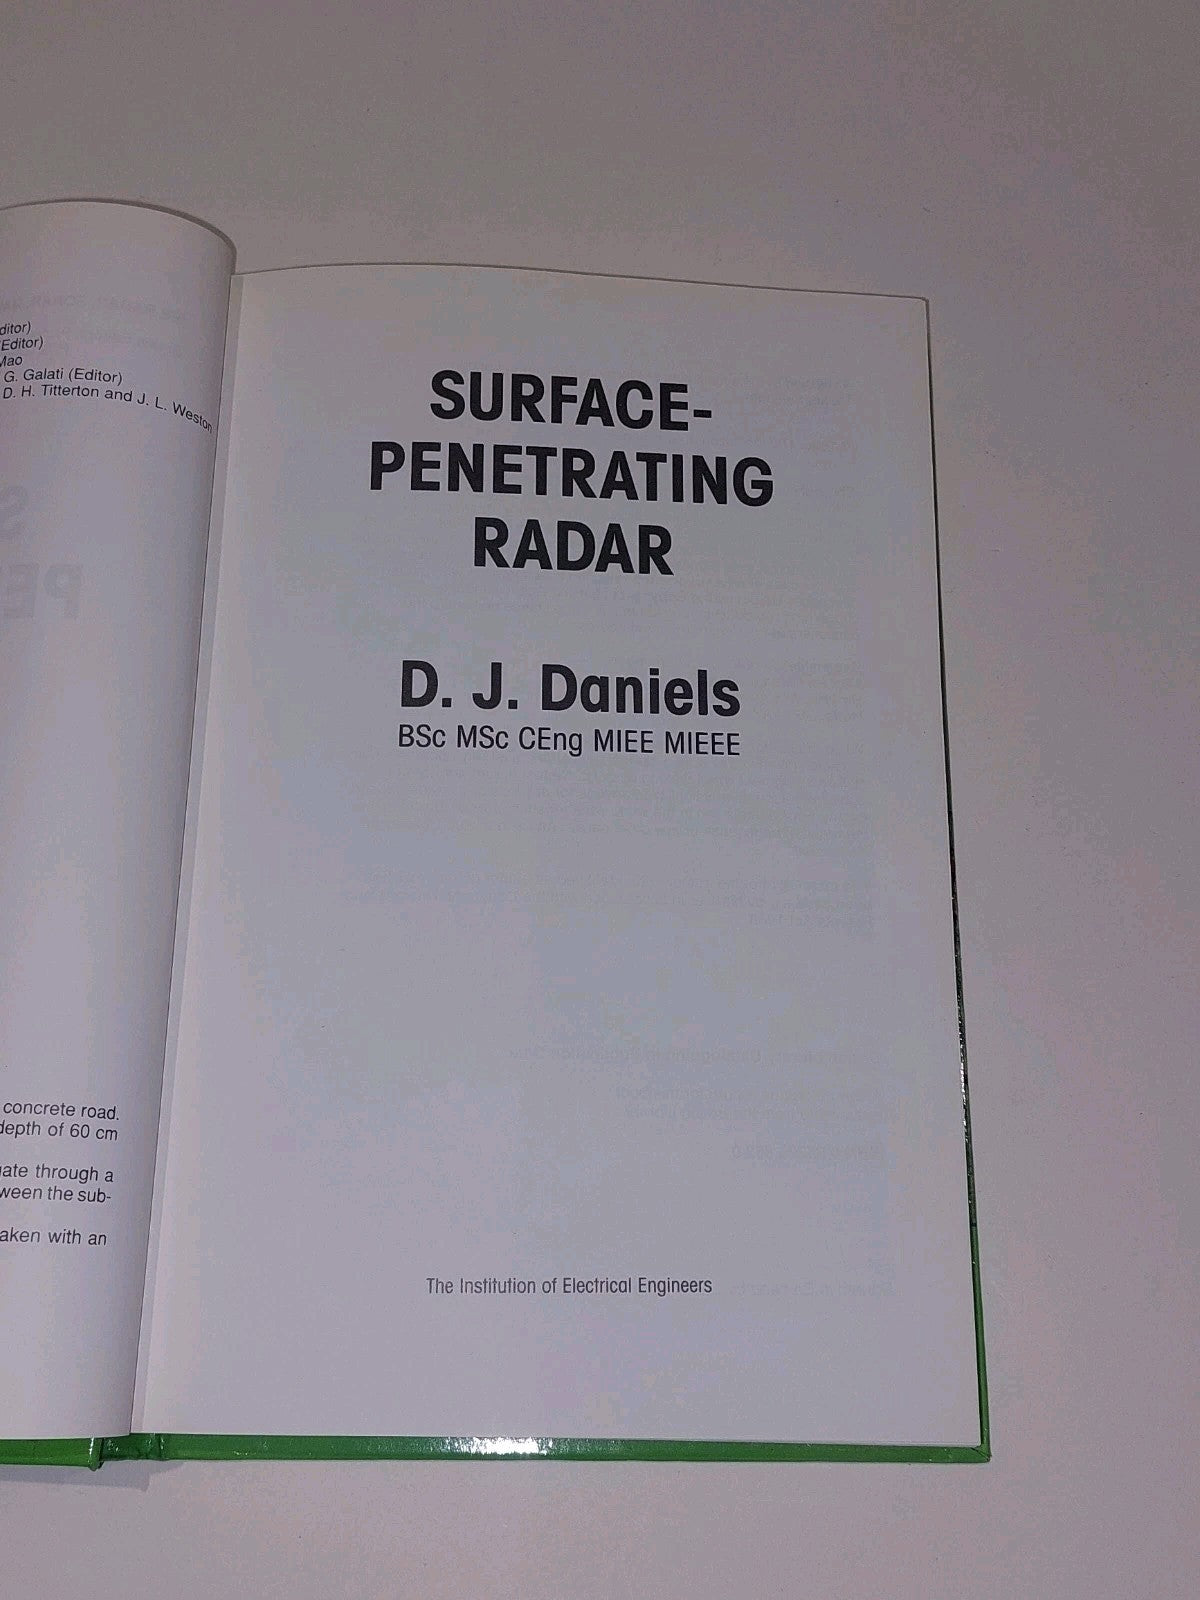 ditor)
Editor)
Mao
G. Galati (Editor)
D. H. Titterton and J. L. Weston
concrete road.
depth of 60 cm
ate through a
ween the sub-
aken with an
SURFACE-
PENETRATING
RADAR
D. J. Daniels
BSc MSc CEng MIEE MIEEE
The Institution of Electrical Engineers